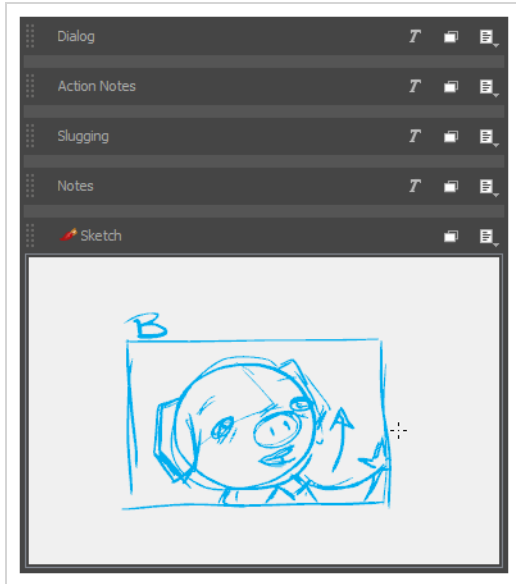 Dialog
Action Notes
Slugging
Notes
Sketch
B